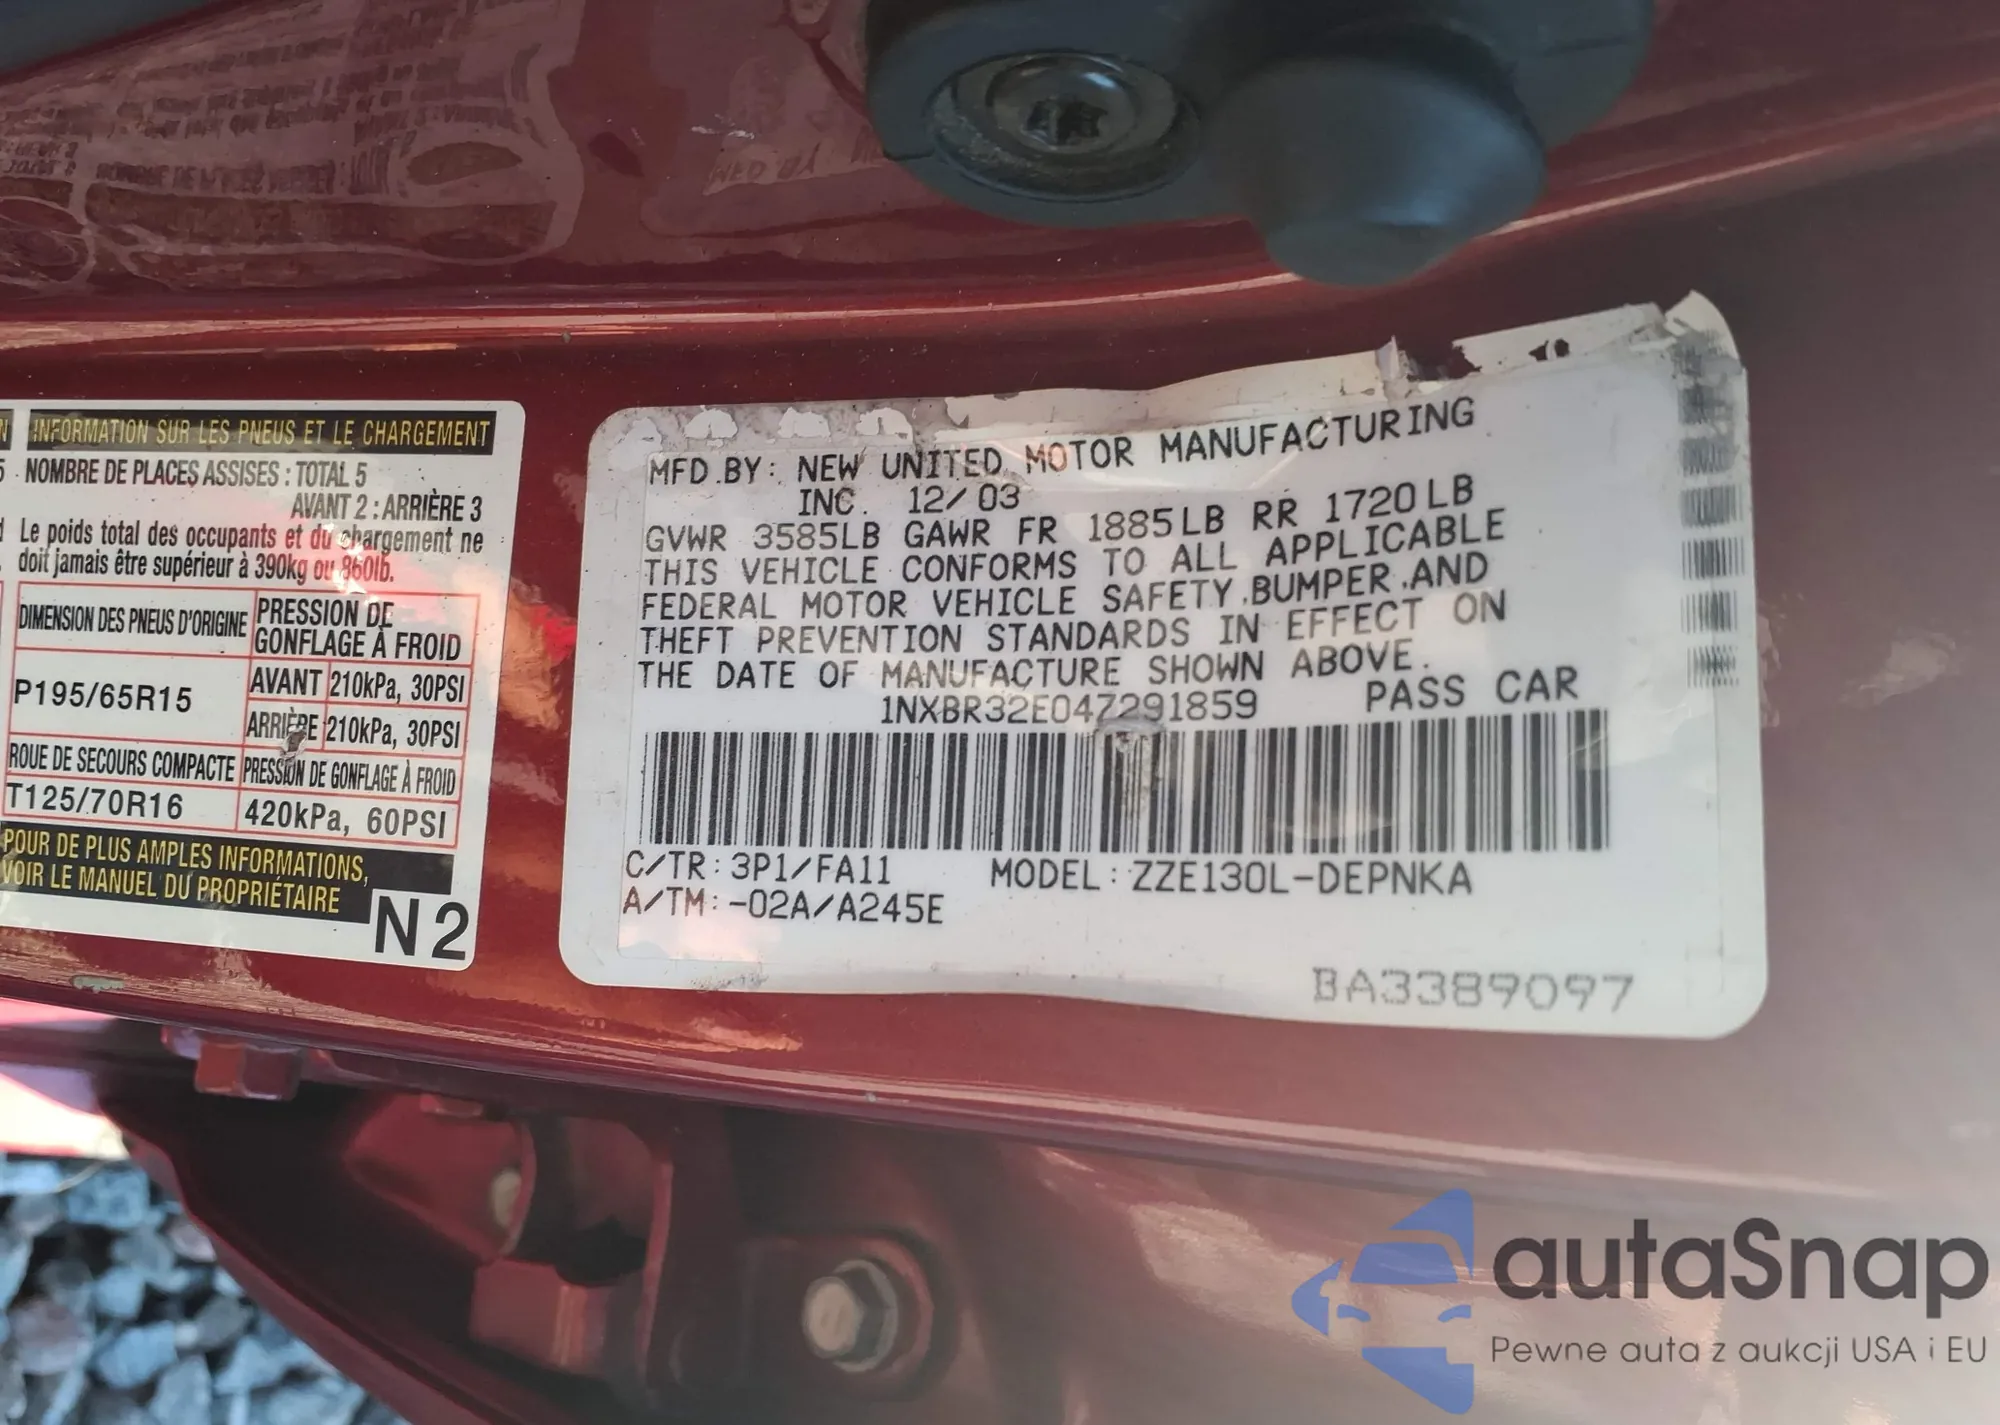 INFORMATION SUR LES PNEUS ET LE CHARGEMENT
NOMBRE DE PLACES ASSISES : TOTAL 5
AVANT 2 : ARRIÈRE 3
Le poids total des occupants et du chargement ne
doit jamais être supérieur à 390kg ou 860lb.
DIMENSION DES PNEUS D'ORIGINE
PRESSION DE
GONFLAGE À FROID
P195/65R15
AVANT 210kPa, 30PSI
ARRIÈRE 210kPa, 30PSI
ROUE DE SECOURS COMPACTE
PRESSION DE GONFLAGE À FROID
T125/70R16
420kPa, 60PSI
POUR DE PLUS AMPLES INFORMATIONS,
VOIR LE MANUEL DU PROPRIÉTAIRE
N2
MFD.BY: NEW UNITED MOTOR MANUFACTURING
INC. 12/03
GVWR 3585LB GAWR FR 1885LB RR 1720LB
THIS VEHICLE CONFORMS TO ALL APPLICABLE
FEDERAL MOTOR VEHICLE SAFETY,BUMPER,AND
THEFT PREVENTION STANDARDS IN EFFECT ON
THE DATE OF MANUFACTURE SHOWN ABOVE.
1NXBR32E04Z291859 PASS CAR
C/TR:3P1/FA11 MODEL:ZZE130L-DEPNKA
A/TM:-02A/A245E
BA3389097
autaSnap
Pewne auta z aukcji USA i EU